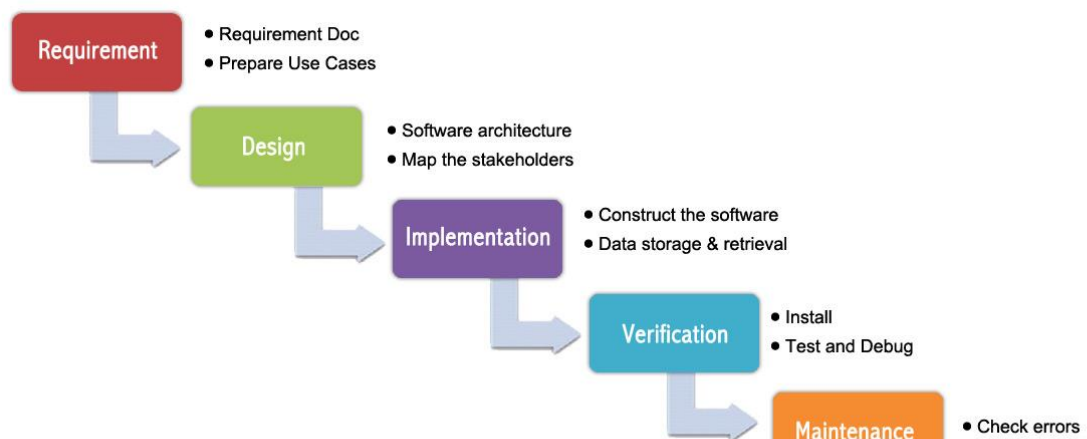 Requirement
• Requirement Doc
• Prepare Use Cases
Design
• Software architecture
• Map the stakeholders
Implementation
• Construct the software
• Data storage & retrieval
Verification
• Install
• Test and Debug
Maintenance
• Check errors